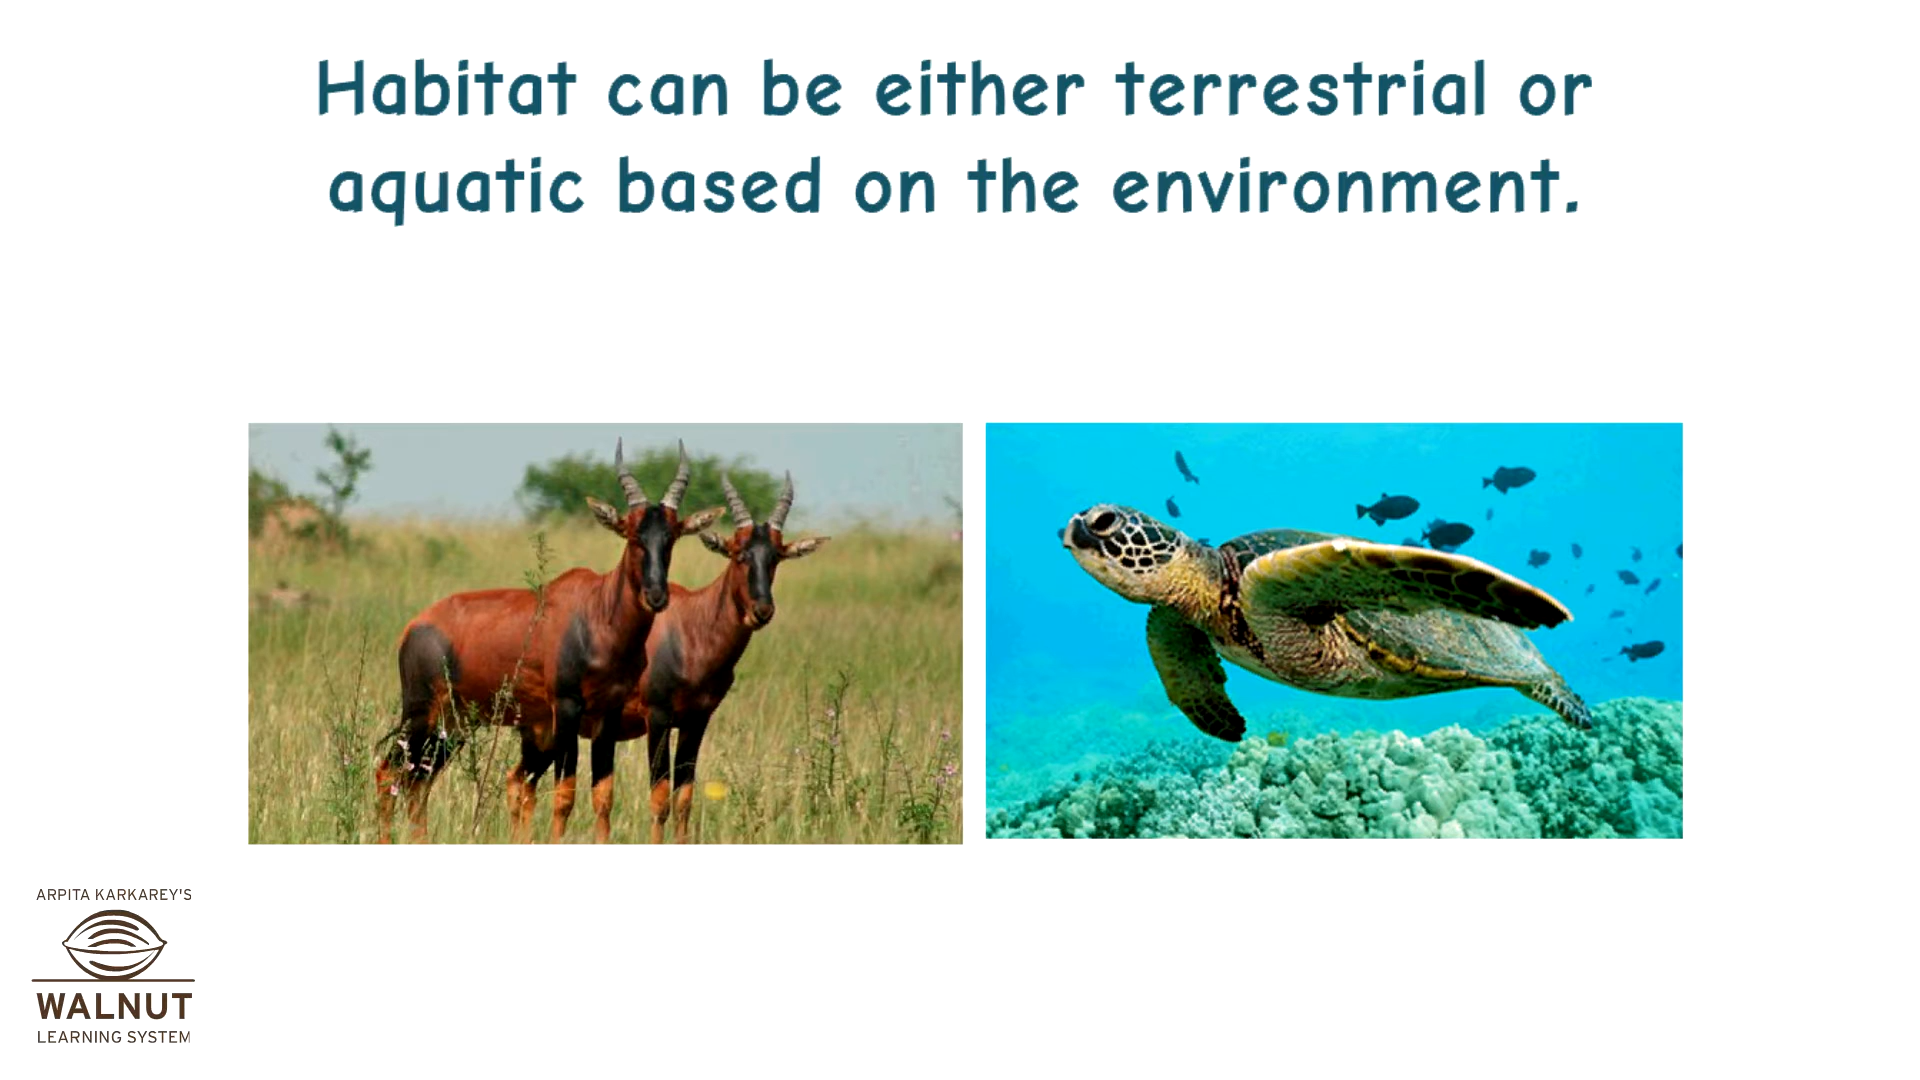 Habitat can be either terrestrial or
aquatic based on the environment.
ARPITA KARKAREY'S
WALNUT
LEARNING SYSTEM